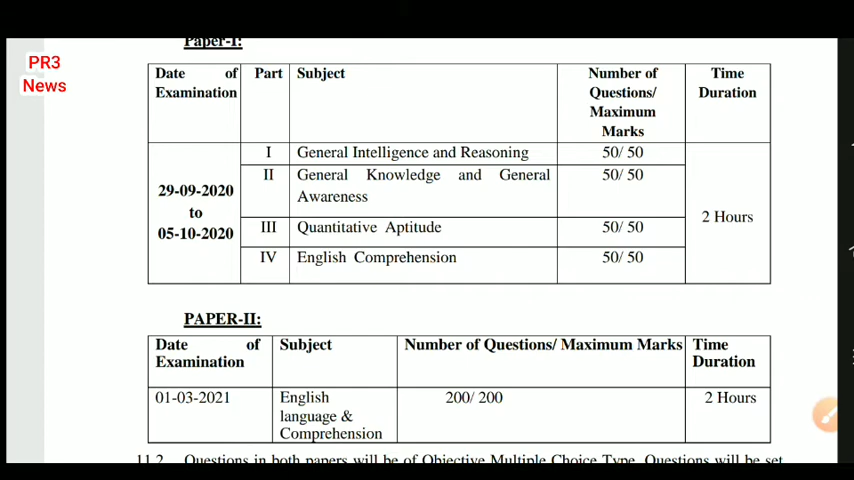 Paper-I:
PR3
News
Date of Part Subject Number of Time
Examination Questions/ Duration
Maximum
Marks
I General Intelligence and Reasoning 50/ 50
II General Knowledge and General 50/ 50
Awareness
29-09-2020
to
05-10-2020
III Quantitative Aptitude 50/ 50
2 Hours
IV English Comprehension 50/ 50
PAPER-II:
Date of Subject Number of Questions/ Maximum Marks Time
Examination Duration
01-03-2021 English 200/ 200 2 Hours
language &
Comprehension
11.2 Questions in both papers will be of Objective Multiple Choice Type. Questions will be set